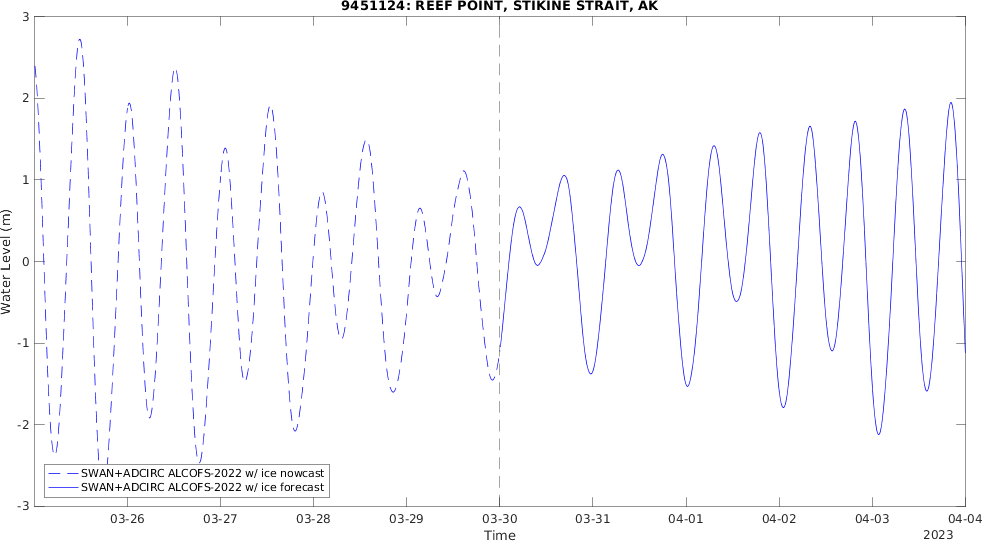 9451124: REEF POINT, STIKINE STRAIT, AK
3
2
1
0
-1
-2
-3
Water Level (m)
SWAN+ADCIRC ALCOFS-2022 w/ ice nowcast
SWAN+ADCIRC ALCOFS-2022 w/ ice forecast
03-26 03-27 03-28 03-29 03-30 03-31 04-01 04-02 04-03 04-04
Time
2023